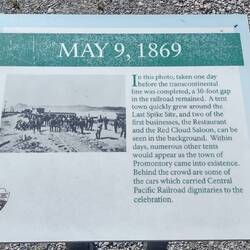 MAY 9, 1869
In this photo, taken one day
before the transcontinental
line was completed, a 30-foot gap
in the railroad remained. A tent
town quickly grew around the
Last Spike Site, and two of the
first businesses, the Restaurant
and the Red Cloud Saloon, can be
seen in the background. Within
days, numerous other tents
would appear as the town of
Promontory came into existence.
Behind the crowd are some of
the cars which carried Central
Pacific Railroad dignitaries to the
celebration.